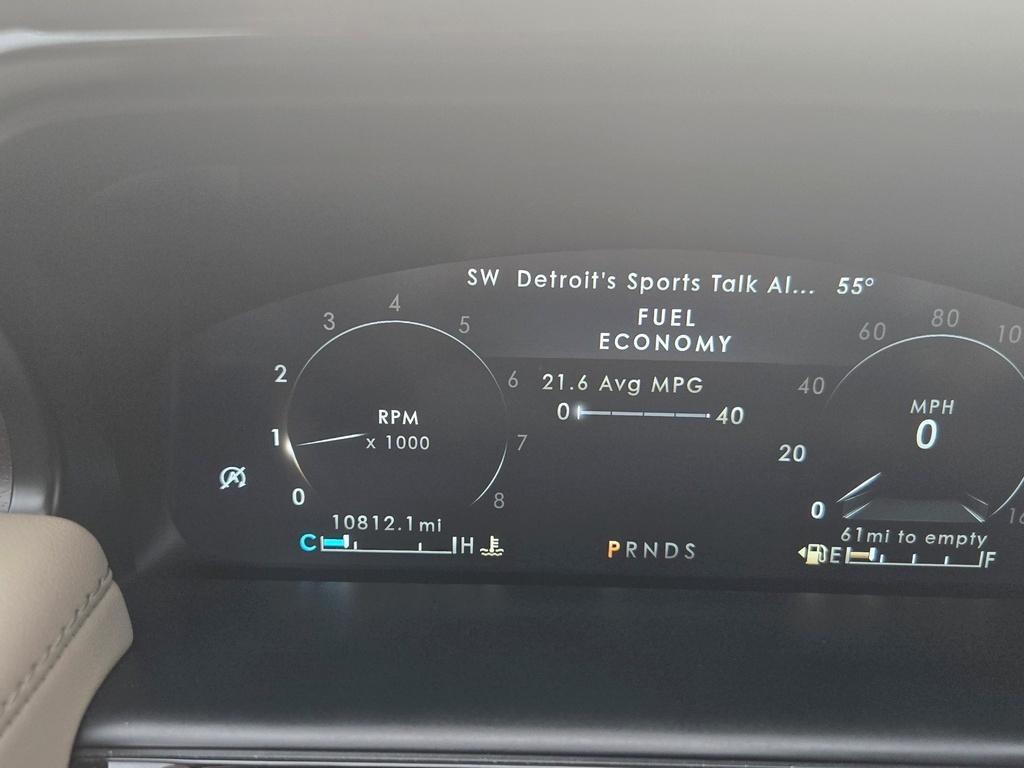 SW Detroit's Sports Talk Al... 55°
FUEL
ECONOMY
21.6 Avg MPG
0 40
0 1 2 3 4 5 6 7 8
RPM
x 1000
0 20 40 60 80
MPH
0
10812.1mi
C H
PRNDS
61mi to empty
E F